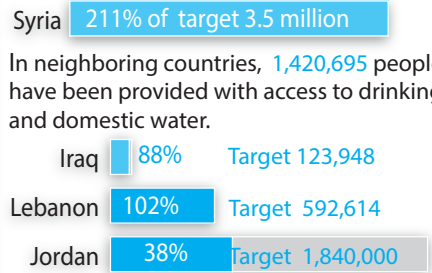 Syria 211% of target 3.5 million
In neighboring countries, 1,420,695 people
have been provided with access to drinking
and domestic water.
Iraq 88% Target 123,948
Lebanon 102% Target 592,614
Jordan 38% Target 1,840,000